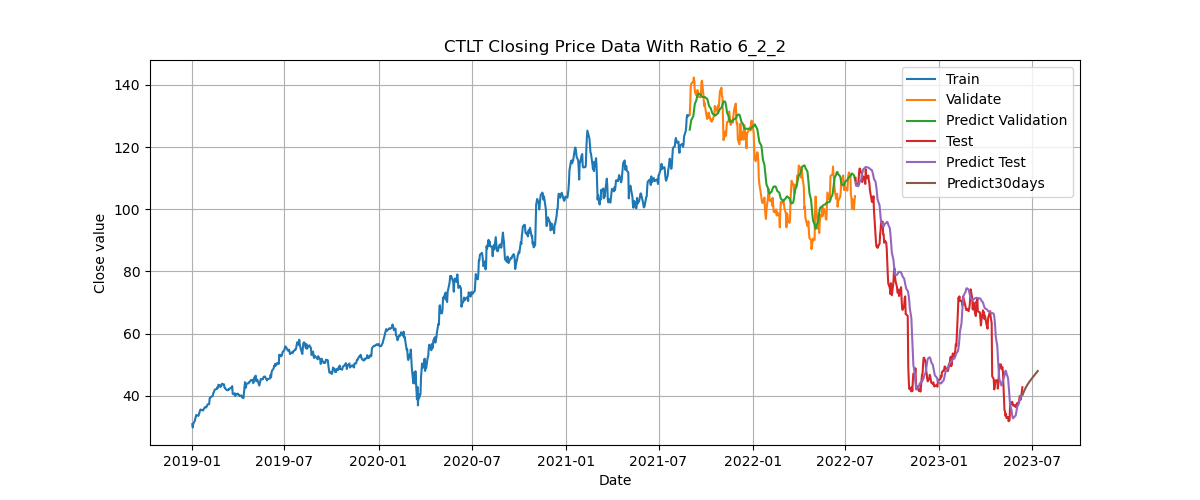 CTLT Closing Price Data With Ratio 6_2_2
Close value
140
120
100
80
60
40
Train
Validate
Predict Validation
Test
Predict Test
Predict30days
2019-01 2019-07 2020-01 2020-07 2021-01 2021-07 2022-01 2022-07 2023-01 2023-07
Date